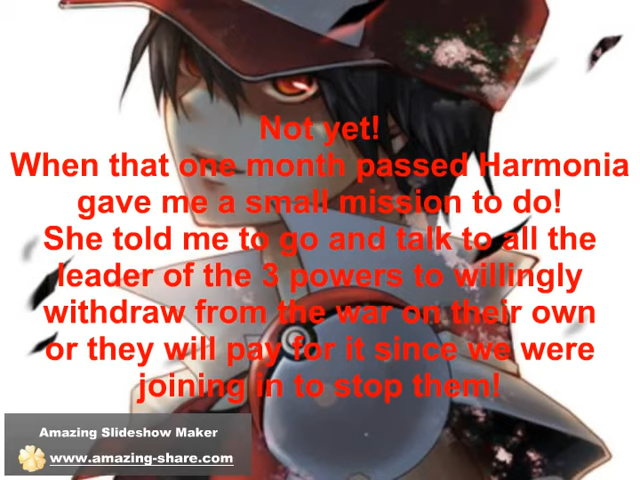 Not yet!
When that one month passed Harmonia
gave me a small mission to do!
She told me to go and talk to all the
leader of the 3 powers to willingly
withdraw from the war on their own
or they will pay for it since we were
joining in to stop them!
Amazing Slideshow Maker
www.amazing-share.com